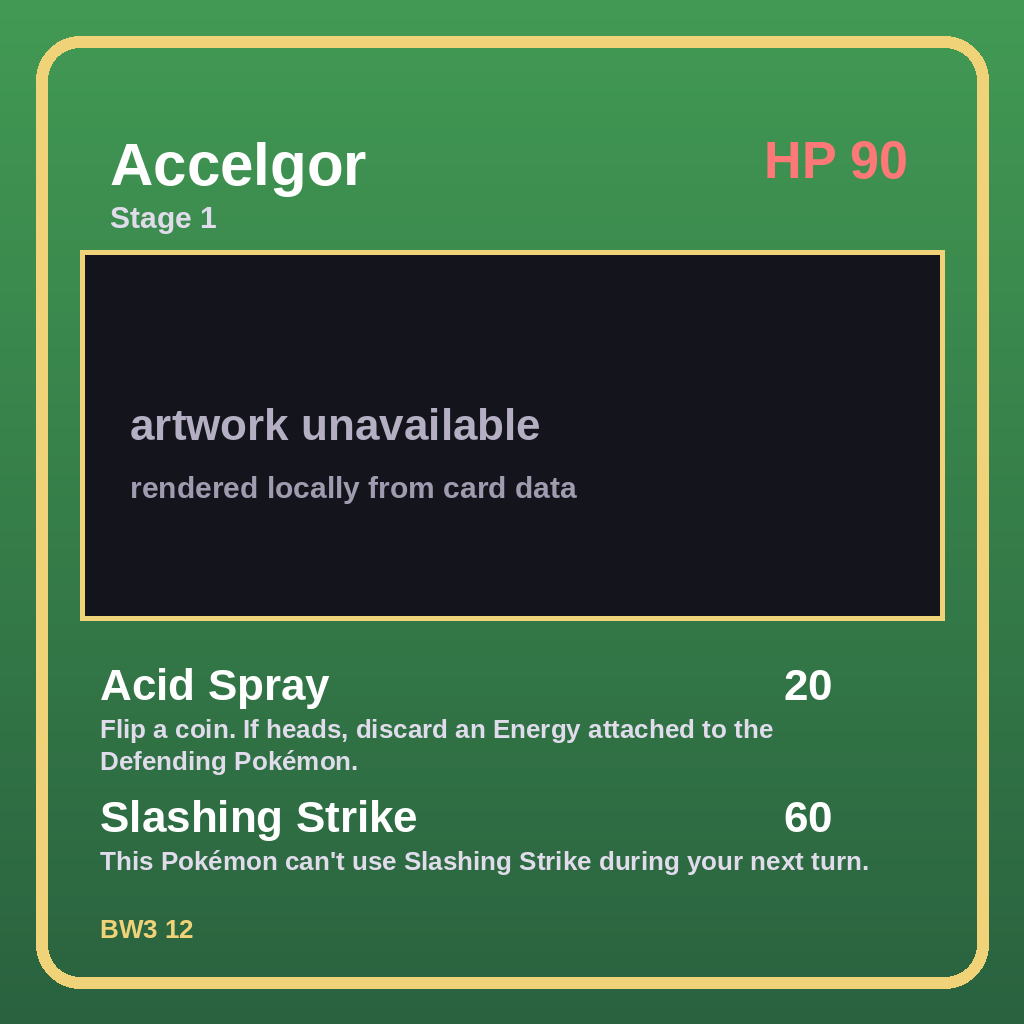 Accelgor
HP 90
Stage 1
artwork unavailable
rendered locally from card data
Acid Spray
20
Flip a coin. If heads, discard an Energy attached to the
Defending Pokémon.
Slashing Strike
60
This Pokémon can't use Slashing Strike during your next turn.
BW3 12